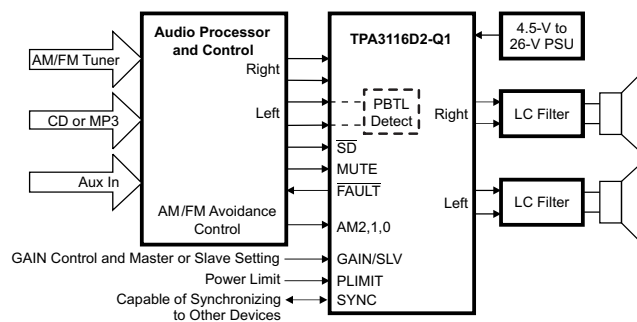 Audio Processor
and Control
TPA3116D2-Q1
4.5-V to
26-V PSU
AM/FM Tuner
Right
PBTL
Detect
Right
LC Filter
CD or MP3
Left
SD
MUTE
FAULT
Aux In
Left
LC Filter
AM/FM Avoidance
Control
AM2,1,0
GAIN Control and Master or Slave Setting
GAIN/SLV
Power Limit
PLIMIT
Capable of Synchronizing
to Other Devices
SYNC